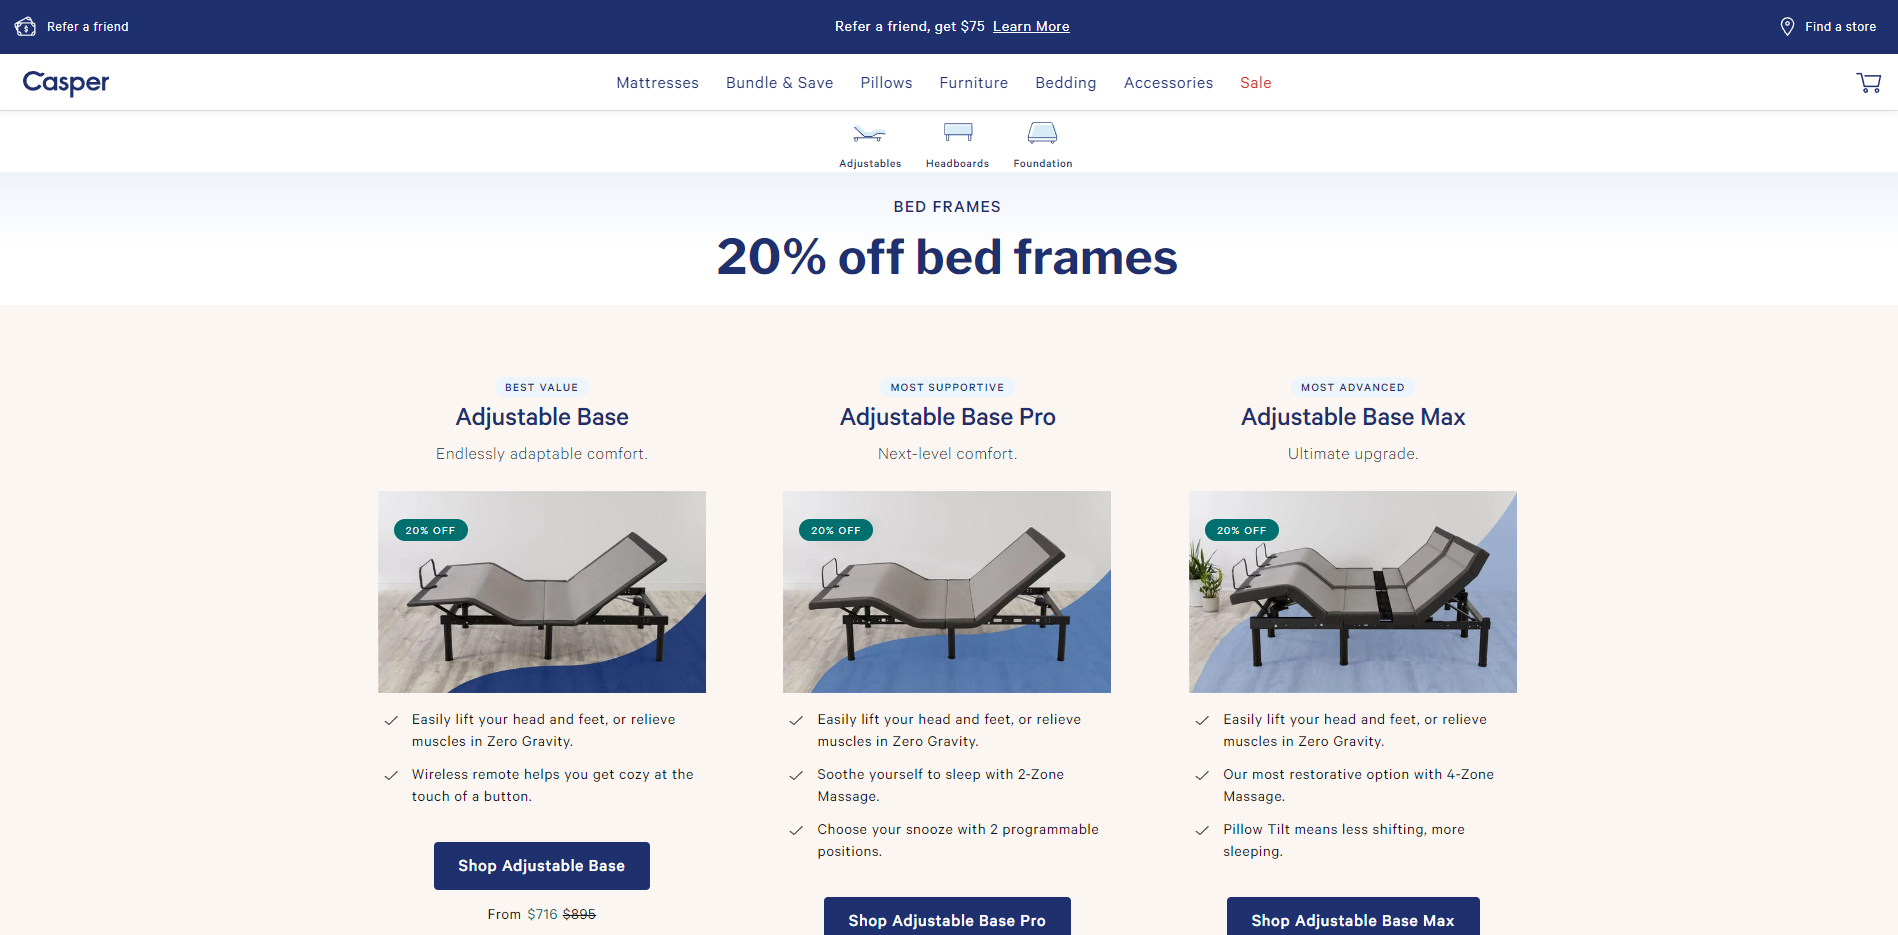 Refer a friend
Refer a friend, get $75 Learn More
Find a store
Casper
Mattresses Bundle & Save Pillows Furniture Bedding Accessories Sale
Adjustables Headboards Foundation
BED FRAMES
20% off bed frames
BEST VALUE
Adjustable Base
Endlessly adaptable comfort.
20% OFF
Easily lift your head and feet, or relieve
muscles in Zero Gravity.
Wireless remote helps you get cozy at the
touch of a button.
Shop Adjustable Base
From $716 $895
MOST SUPPORTIVE
Adjustable Base Pro
Next-level comfort.
20% OFF
Easily lift your head and feet, or relieve
muscles in Zero Gravity.
Soothe yourself to sleep with 2-Zone
Massage.
Choose your snooze with 2 programmable
positions.
Shop Adjustable Base Pro
MOST ADVANCED
Adjustable Base Max
Ultimate upgrade.
20% OFF
Easily lift your head and feet, or relieve
muscles in Zero Gravity.
Our most restorative option with 4-Zone
Massage.
Pillow Tilt means less shifting, more
sleeping.
Shop Adjustable Base Max